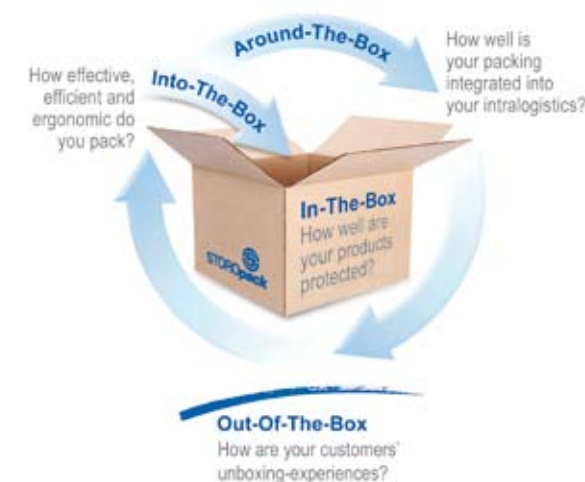 Around-The-Box
How well is
your packing
integrated into
your intralogistics?
Into-The-Box
How effective,
efficient and
ergonomic do
you pack?
In-The-Box
How well are
your products
protected?
STOROpack
Out-Of-The-Box
How are your customers'
unboxing-experiences?